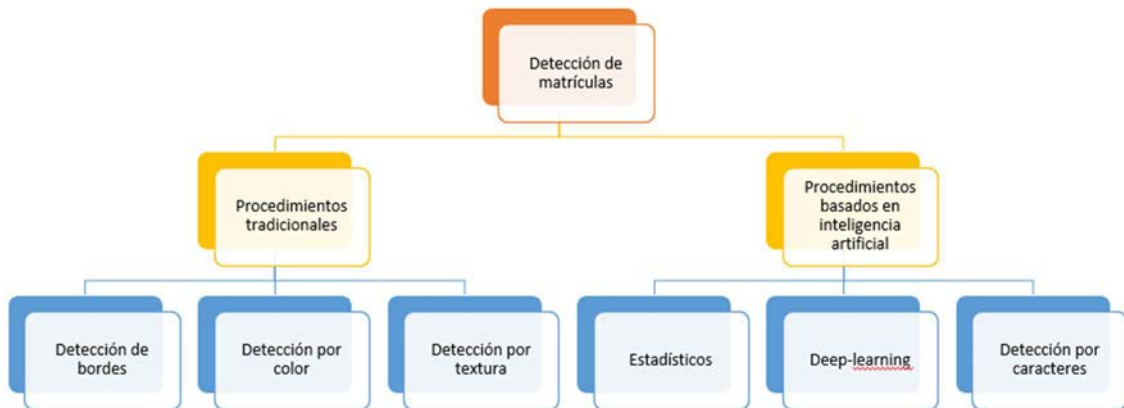 Detección de
matrículas
Procedimientos
tradicionales
Procedimientos
basados en
inteligencia
artificial
Detección de
bordes
Detección por
color
Detección por
textura
Estadísticos
Deep-learning
Detección por
caracteres